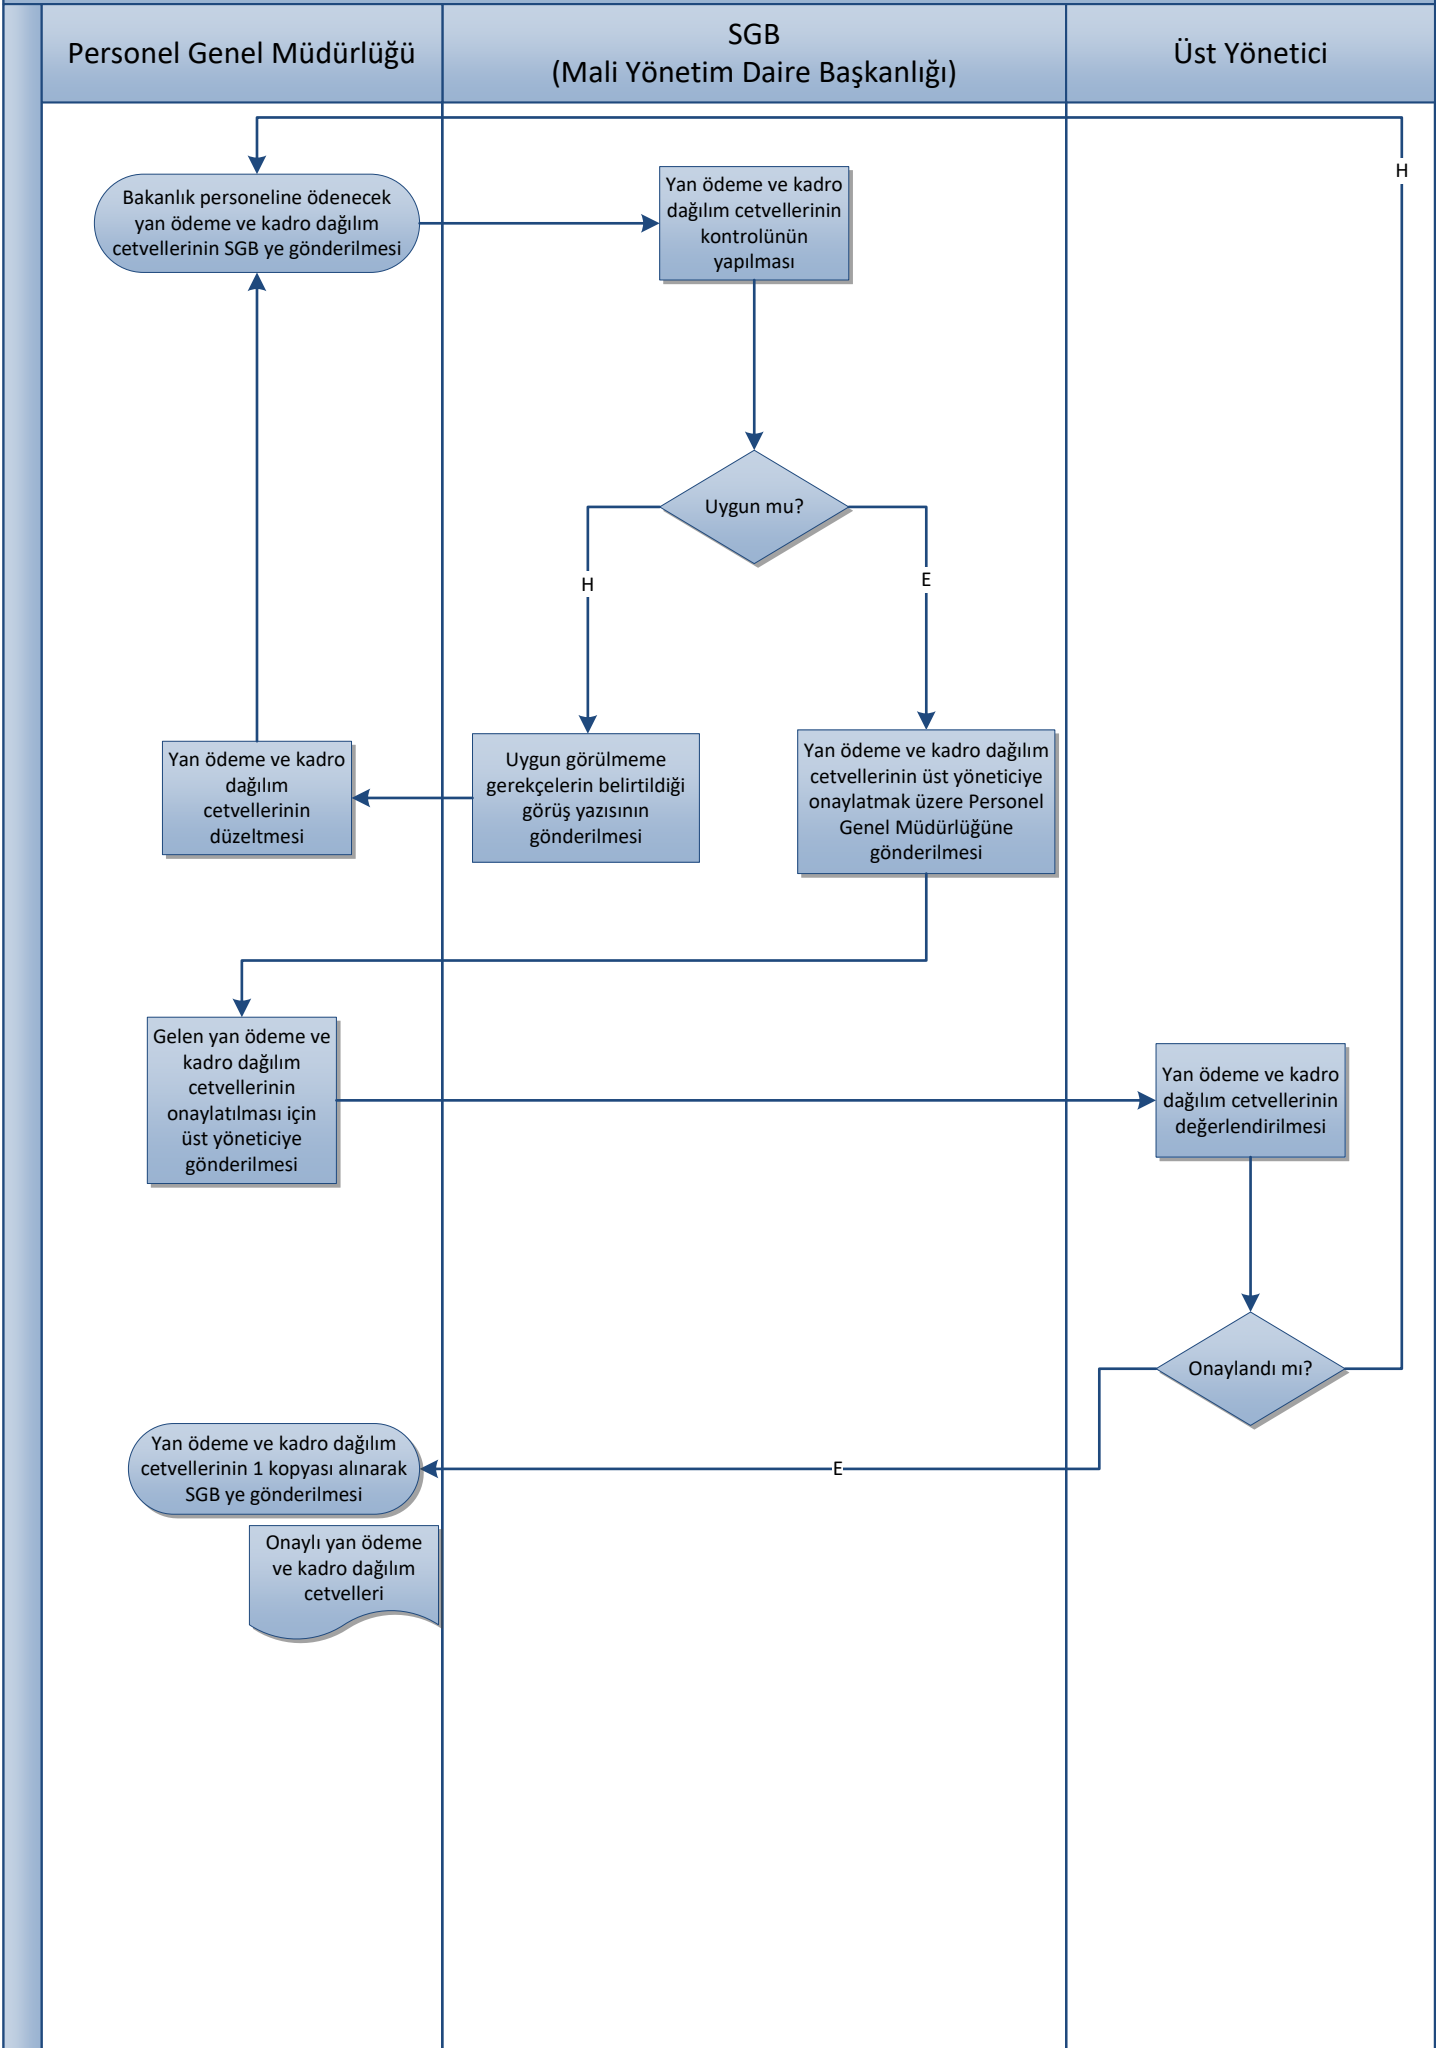 Personel Genel Müdürlüğü
SGB
(Mali Yönetim Daire Başkanlığı)
Üst Yönetici
Bakanlık personeline ödenecek
yan ödeme ve kadro dağılım
cetvellerinin SGB ye gönderilmesi
Yan ödeme ve kadro
dağılım cetvellerinin
kontrolünün
yapılması
H
Uygun mu?
H
E
Yan ödeme ve kadro
dağılım
cetvellerinin
düzeltmesi
Uygun görülmeme
gerekçelerin belirtildiği
görüş yazısının
gönderilmesi
Yan ödeme ve kadro dağılım
cetvellerinin üst yöneticiye
onaylatmak üzere Personel
Genel Müdürlüğüne
gönderilmesi
Gelen yan ödeme ve
kadro dağılım
cetvellerinin
onaylatılması için
üst yöneticiye
gönderilmesi
Yan ödeme ve kadro
dağılım cetvellerinin
değerlendirilmesi
Onaylandı mı?
E
Yan ödeme ve kadro dağılım
cetvellerinin 1 kopyası alınarak
SGB ye gönderilmesi
Onaylı yan ödeme
ve kadro dağılım
cetvelleri